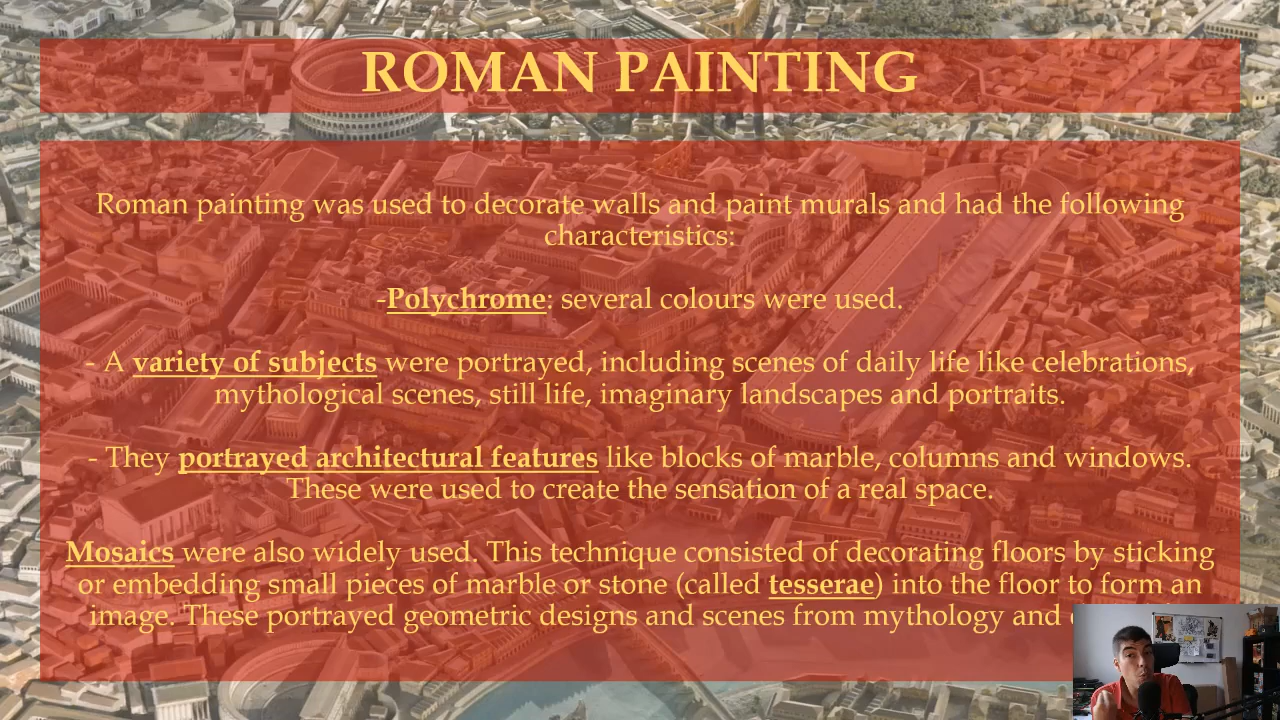 ROMAN PAINTING
Roman painting was used to decorate walls and paint murals and had the following
characteristics:
-Polychrome: several colours were used.
- A variety of subjects were portrayed, including scenes of daily life like celebrations,
mythological scenes, still life, imaginary landscapes and portraits.
- They portrayed architectural features like blocks of marble, columns and windows.
These were used to create the sensation of a real space.
Mosaics were also widely used. This technique consisted of decorating floors by sticking
or embedding small pieces of marble or stone (called tesserae) into the floor to form an
image. These portrayed geometric designs and scenes from mythology and